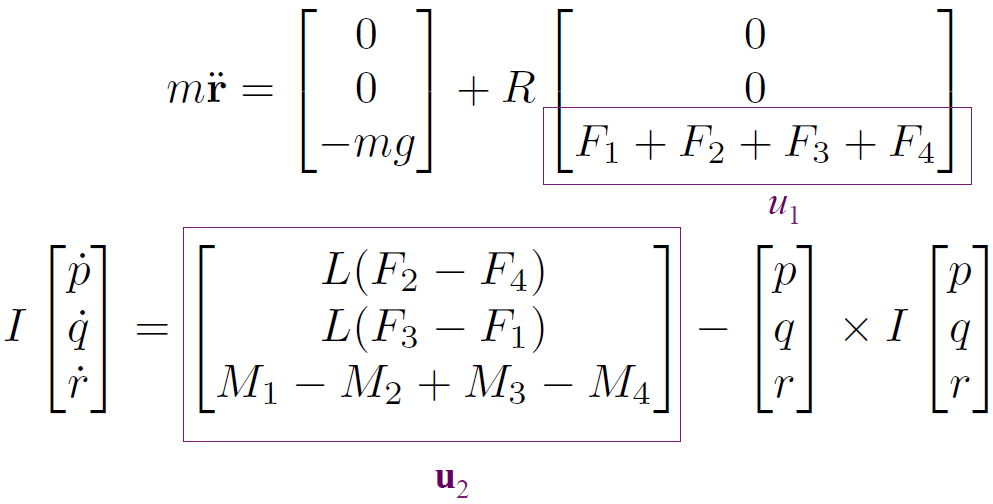 m r̈ = [0 0 −mg] + R [0 0 F₁ + F₂ + F₃ + F₄]
u₁
I [ṗ q̇ ṙ] = [L(F₂ − F₄) L(F₃ − F₁) M₁ − M₂ + M₃ − M₄] − [p q r] × I [p q r]
u₂